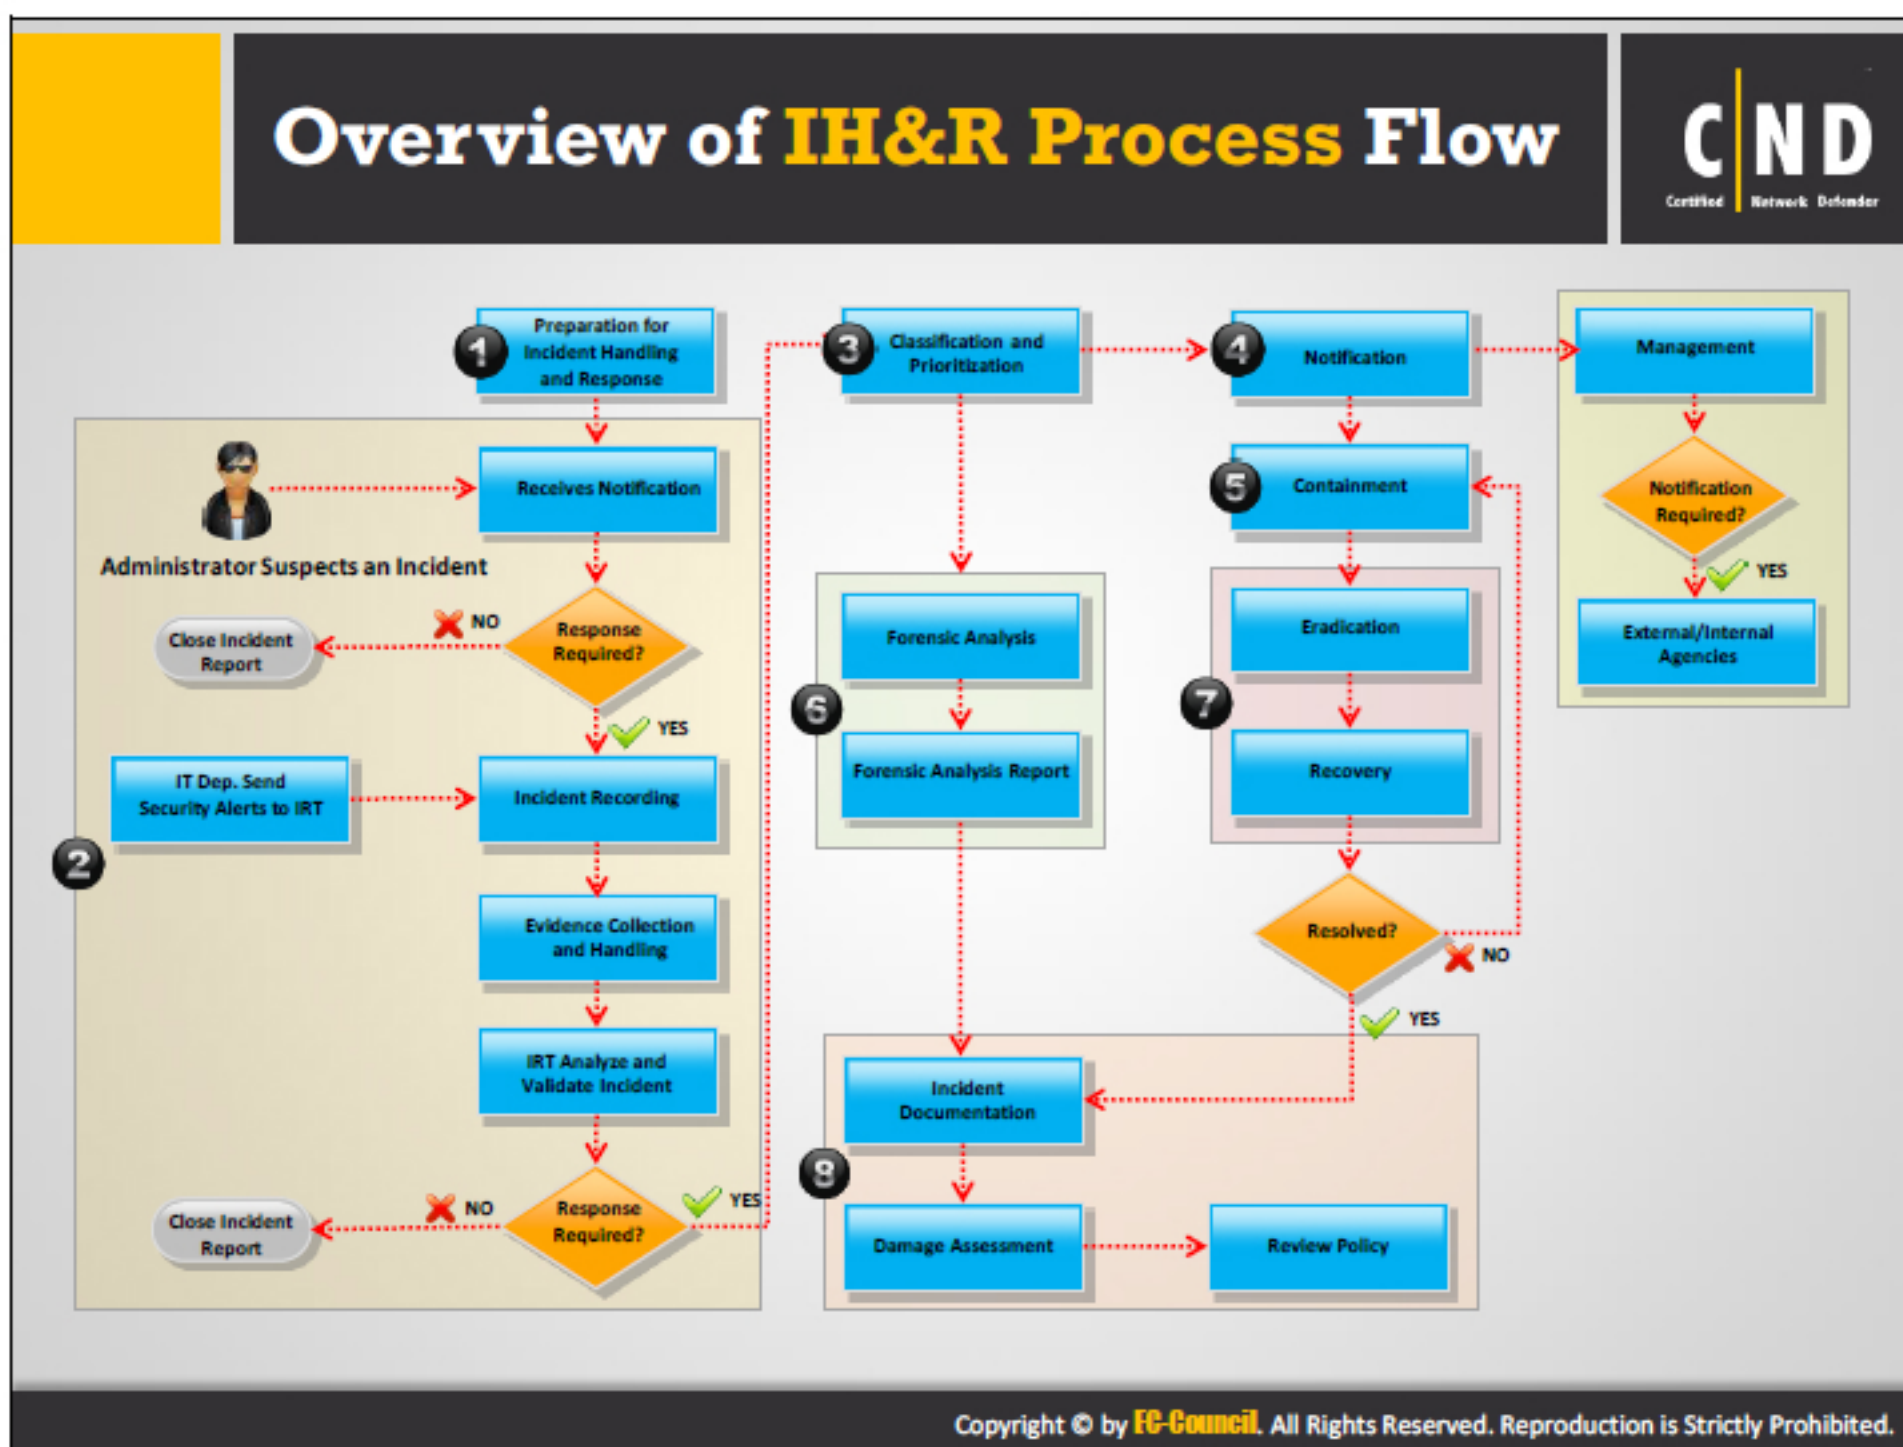 Overview of IH&R Process Flow
C|ND
Certified Network Defender
1
Preparation for
Incident Handling
and Response
Receives Notification
Administrator Suspects an Incident
Response
Required?
NO
Close Incident
Report
YES
IT Dep. Send
Security Alerts to IRT
Incident Recording
2
Evidence Collection
and Handling
IRT Analyze and
Validate Incident
Response
Required?
NO
Close Incident
Report
YES
3
Classification and
Prioritization
4
Notification
Management
5
Containment
Notification
Required?
YES
External/Internal
Agencies
6
Forensic Analysis
Forensic Analysis Report
7
Eradication
Recovery
Resolved?
NO
YES
8
Incident
Documentation
Damage Assessment
Review Policy
Copyright © by EC-Council. All Rights Reserved. Reproduction is Strictly Prohibited.